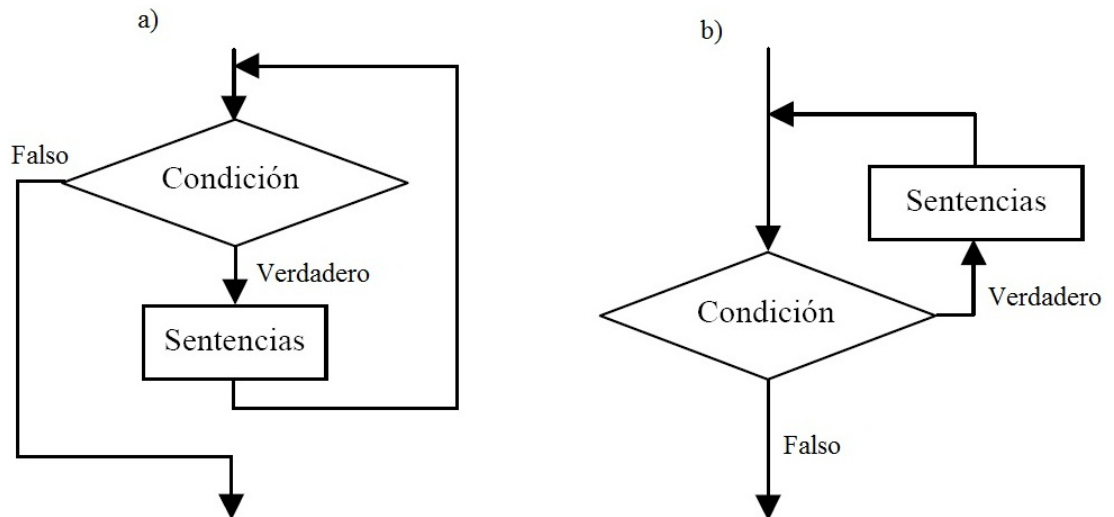 a)
Falso
Condición
Verdadero
Sentencias
b)
Sentencias
Verdadero
Condición
Falso